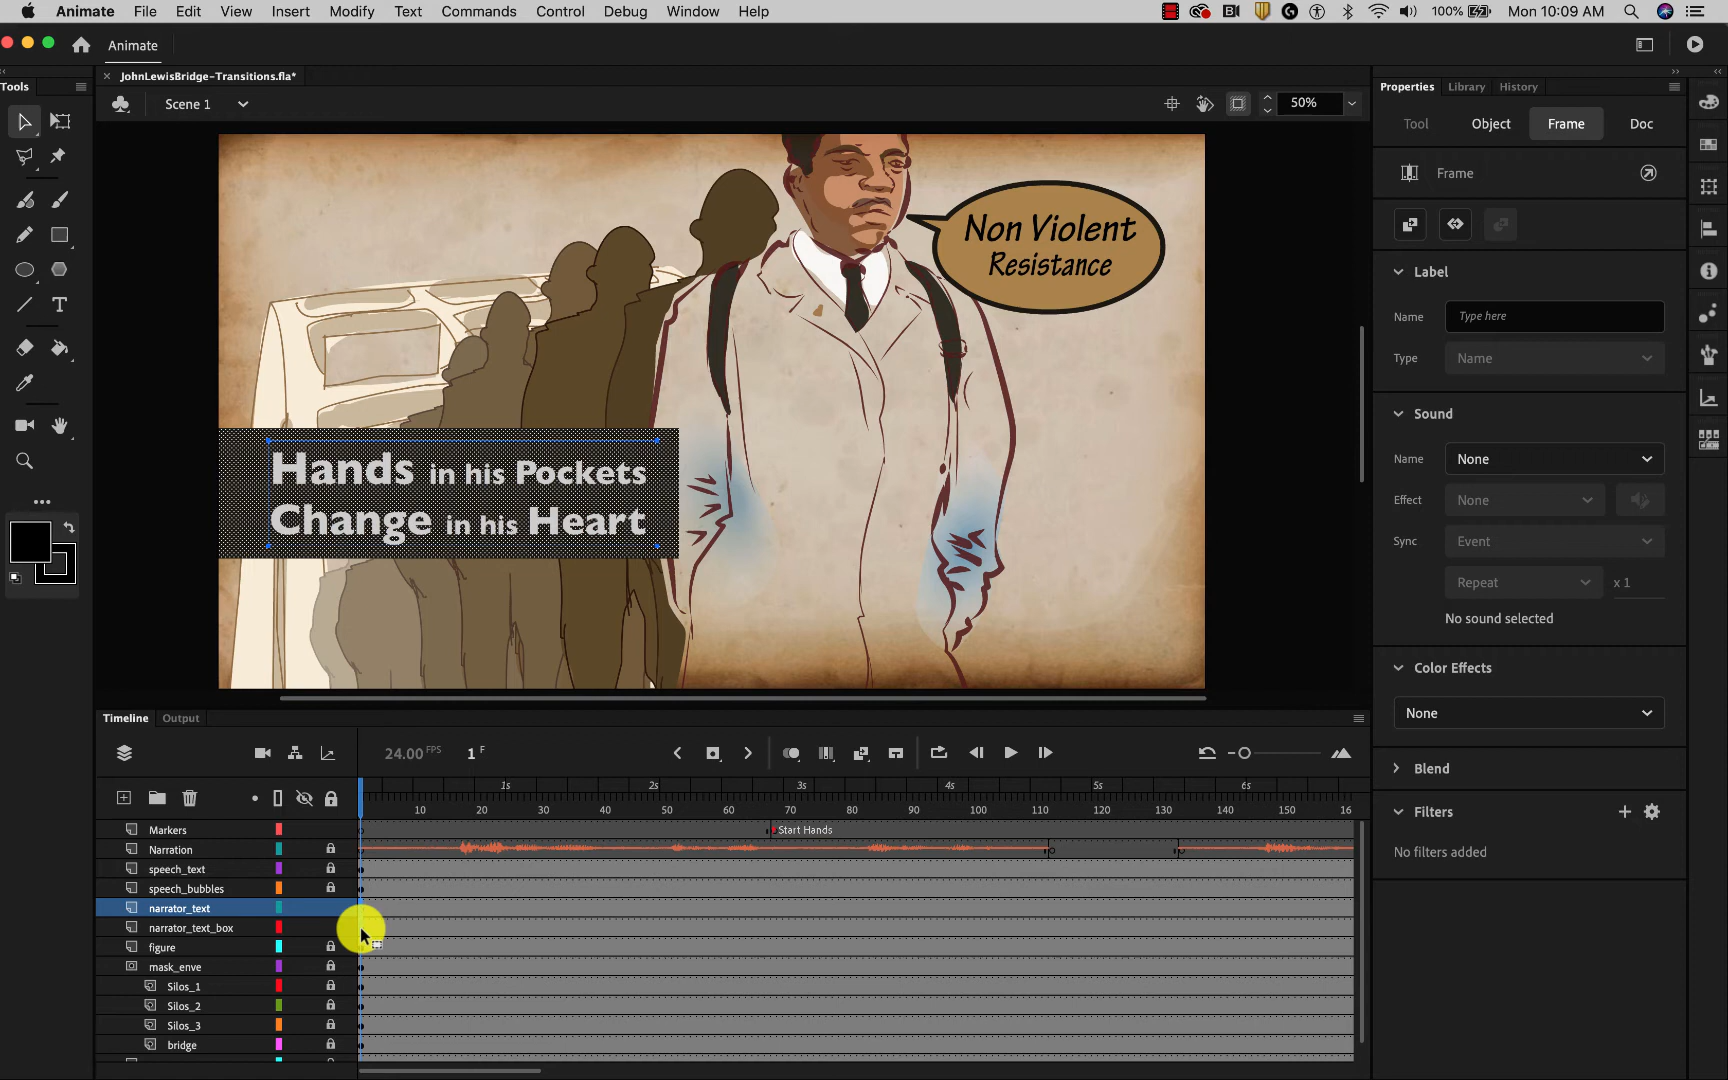 Animate File Edit View Insert Modify Text Commands Control Debug Window Help 100% Mon 10:09 AM
Animate
Tools
JohnLewisBridge-Transitions.fla*
Properties Library History
Scene 1
50%
Tool Object Frame Doc
Frame
Non Violent
Resistance
Label
Name Type here
Type Name
Sound
Name None
Hands in his Pockets
Change in his Heart
Effect None
Sync Event
Repeat x 1
No sound selected
Color Effects
None
Timeline Output
24.00 FPS 1 F
Blend
1s 2s 3s 4s 5s 6s
10 20 30 40 50 60 70 80 90 100 110 120 130 140 150 16
Filters
No filters added
Markers
Start Hands
Narration
speech_text
speech_bubbles
narrator_text
narrator_text_box
figure
mask_enve
Silos_1
Silos_2
Silos_3
bridge